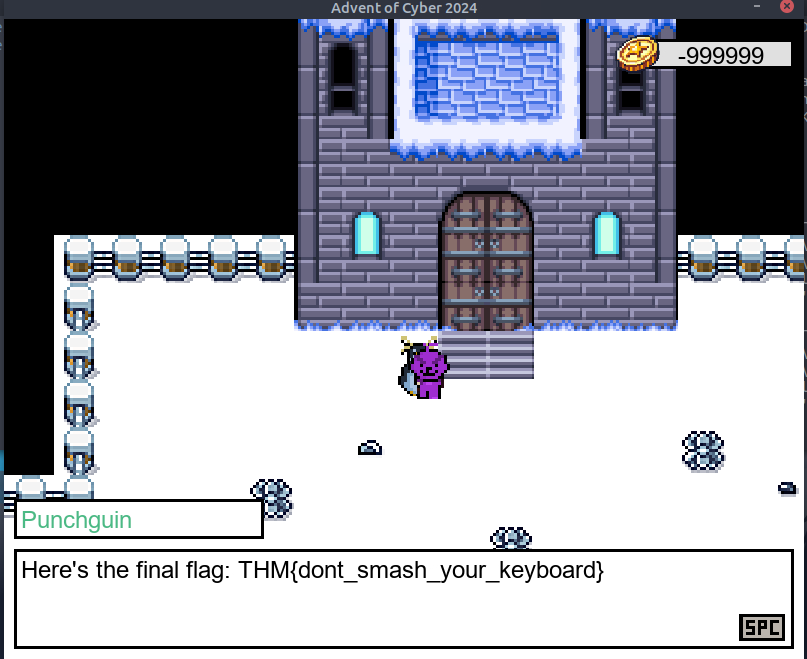 Advent of Cyber 2024
-999999
Punchguin
Here's the final flag: THM{dont_smash_your_keyboard}
SPC